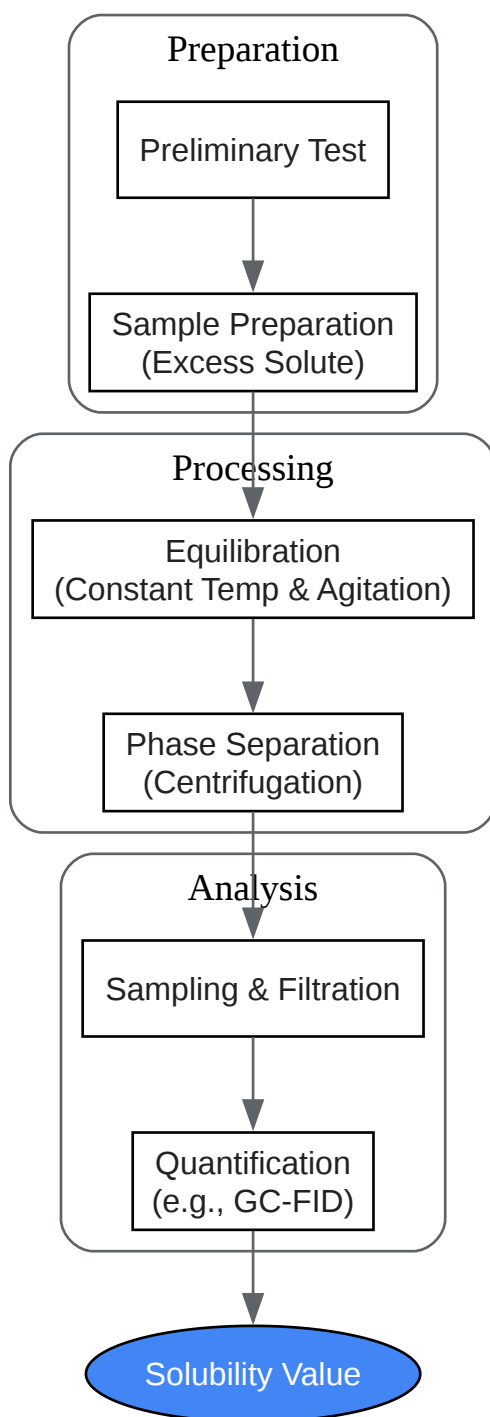 Preparation
Preliminary Test
Sample Preparation
(Excess Solute)
Processing
Equilibration
(Constant Temp & Agitation)
Phase Separation
(Centrifugation)
Analysis
Sampling & Filtration
Quantification
(e.g., GC-FID)
Solubility Value